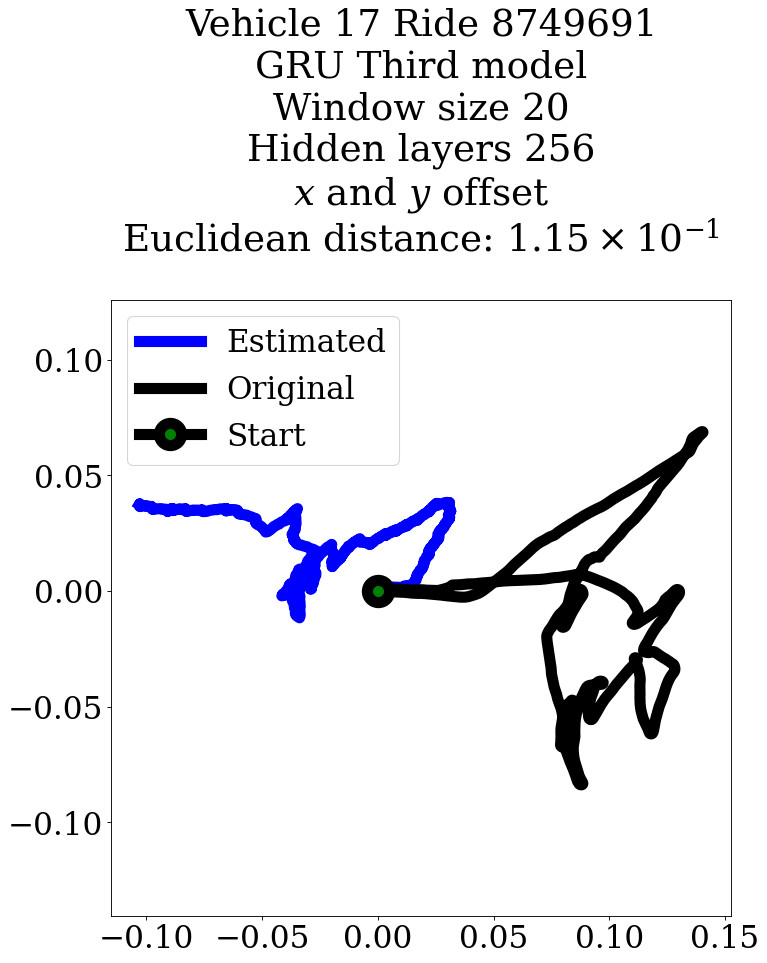 Vehicle 17 Ride 8749691
GRU Third model
Window size 20
Hidden layers 256
x and y offset
Euclidean distance: 1.15 × 10⁻¹
Estimated
Original
Start
0.10
0.05
0.00
−0.05
−0.10
−0.10 −0.05 0.00 0.05 0.10 0.15